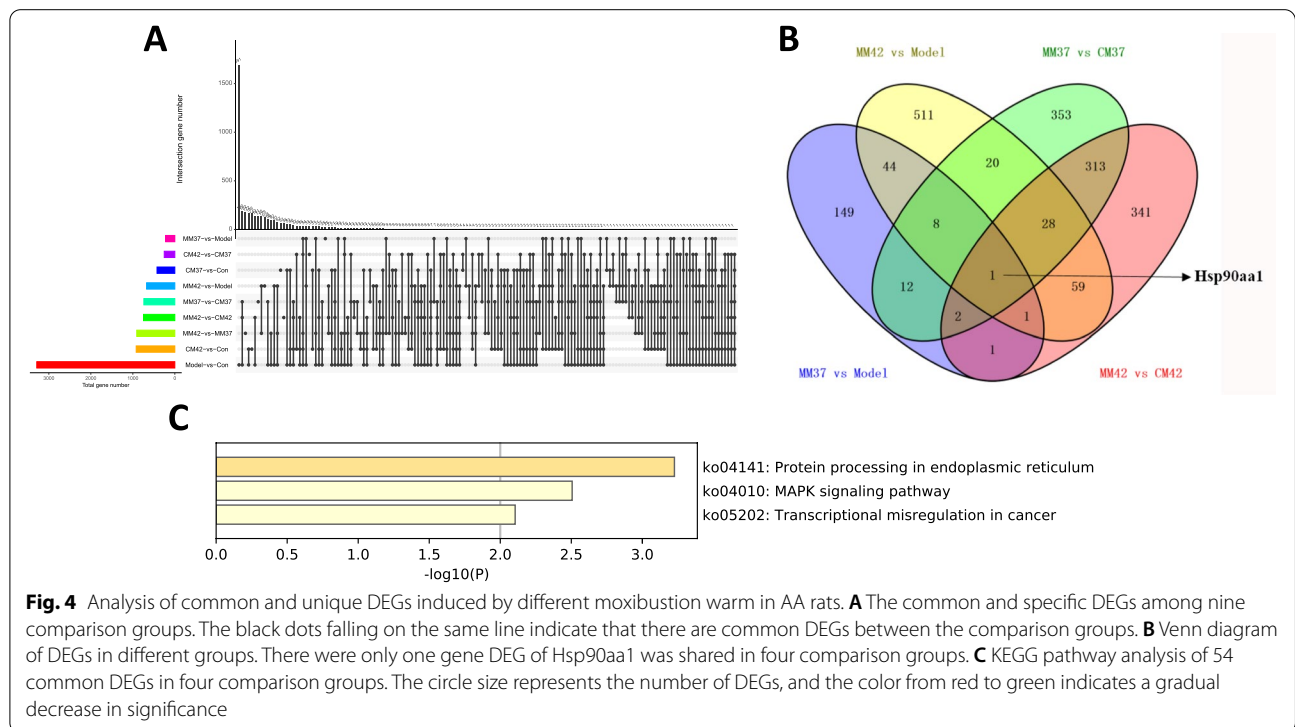 A
Intersection gene number
1500
1000
500
0
MM37-vs-Model
CM42-vs-CM37
CM37-vs-Con
MM42-vs-Model
MM37-vs-CM37
MM42-vs-CM42
MM42-vs-MM37
CM42-vs-Con
Model-vs-Con
3000 2000 1000 0
Total gene number
B
MM42 vs Model MM37 vs CM37
511 353
44 20 313
149 8 28 341
1 Hsp90aa1
12 59
2 1
1
MM37 vs Model MM42 vs CM42
C
ko04141: Protein processing in endoplasmic reticulum
ko04010: MAPK signaling pathway
ko05202: Transcriptional misregulation in cancer
0.0 0.5 1.0 1.5 2.0 2.5 3.0
-log10(P)
Fig. 4 Analysis of common and unique DEGs induced by different moxibustion warm in AA rats. A The common and specific DEGs among nine
comparison groups. The black dots falling on the same line indicate that there are common DEGs between the comparison groups. B Venn diagram
of DEGs in different groups. There were only one gene DEG of Hsp90aa1 was shared in four comparison groups. C KEGG pathway analysis of 54
common DEGs in four comparison groups. The circle size represents the number of DEGs, and the color from red to green indicates a gradual
decrease in significance